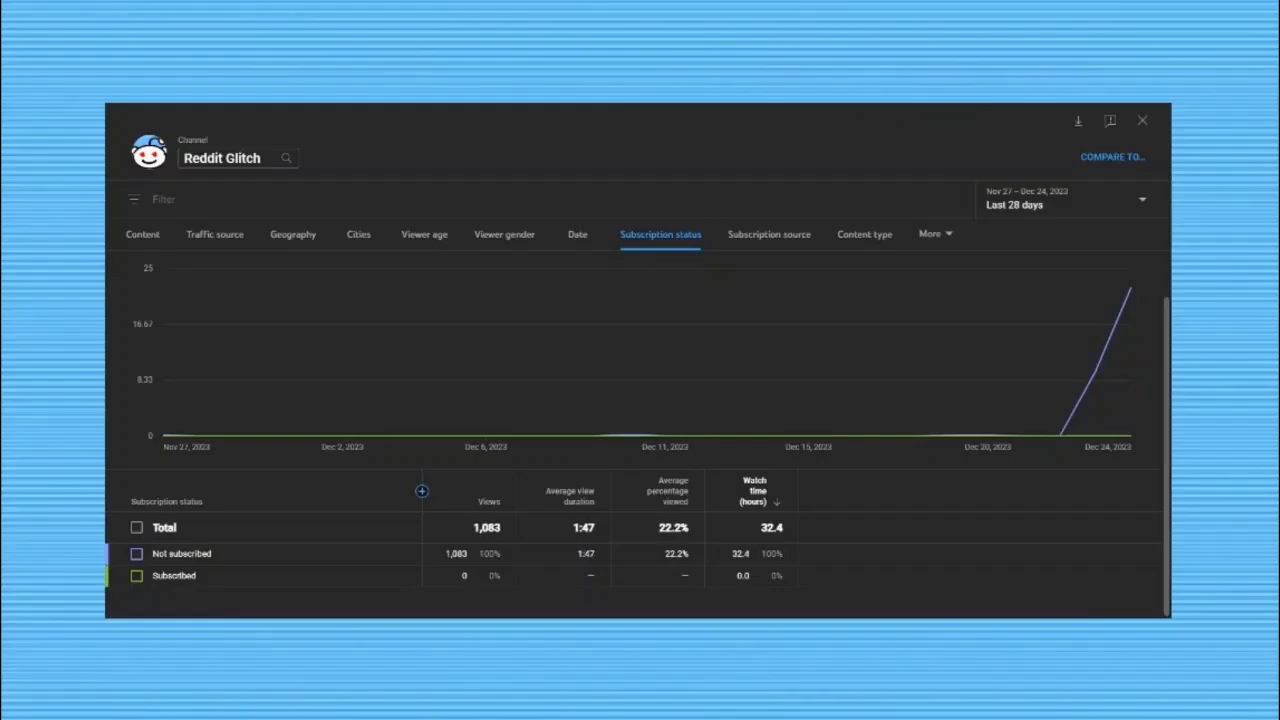 Channel
Reddit Glitch
COMPARE TO...
Filter
Nov 27 – Dec 24, 2023
Last 28 days
Content Traffic source Geography Cities Viewer age Viewer gender Date Subscription status Subscription source Content type More
25
16.67
8.33
0
Nov 27, 2023 Dec 2, 2023 Dec 6, 2023 Dec 11, 2023 Dec 15, 2023 Dec 20, 2023 Dec 24, 2023
Subscription status Views Average view duration Average percentage viewed Watch time (hours)
Total 1,083 1:47 22.2% 32.4
Not subscribed 1,083 100% 1:47 22.2% 32.4 100%
Subscribed 0 0% — — 0.0 0%